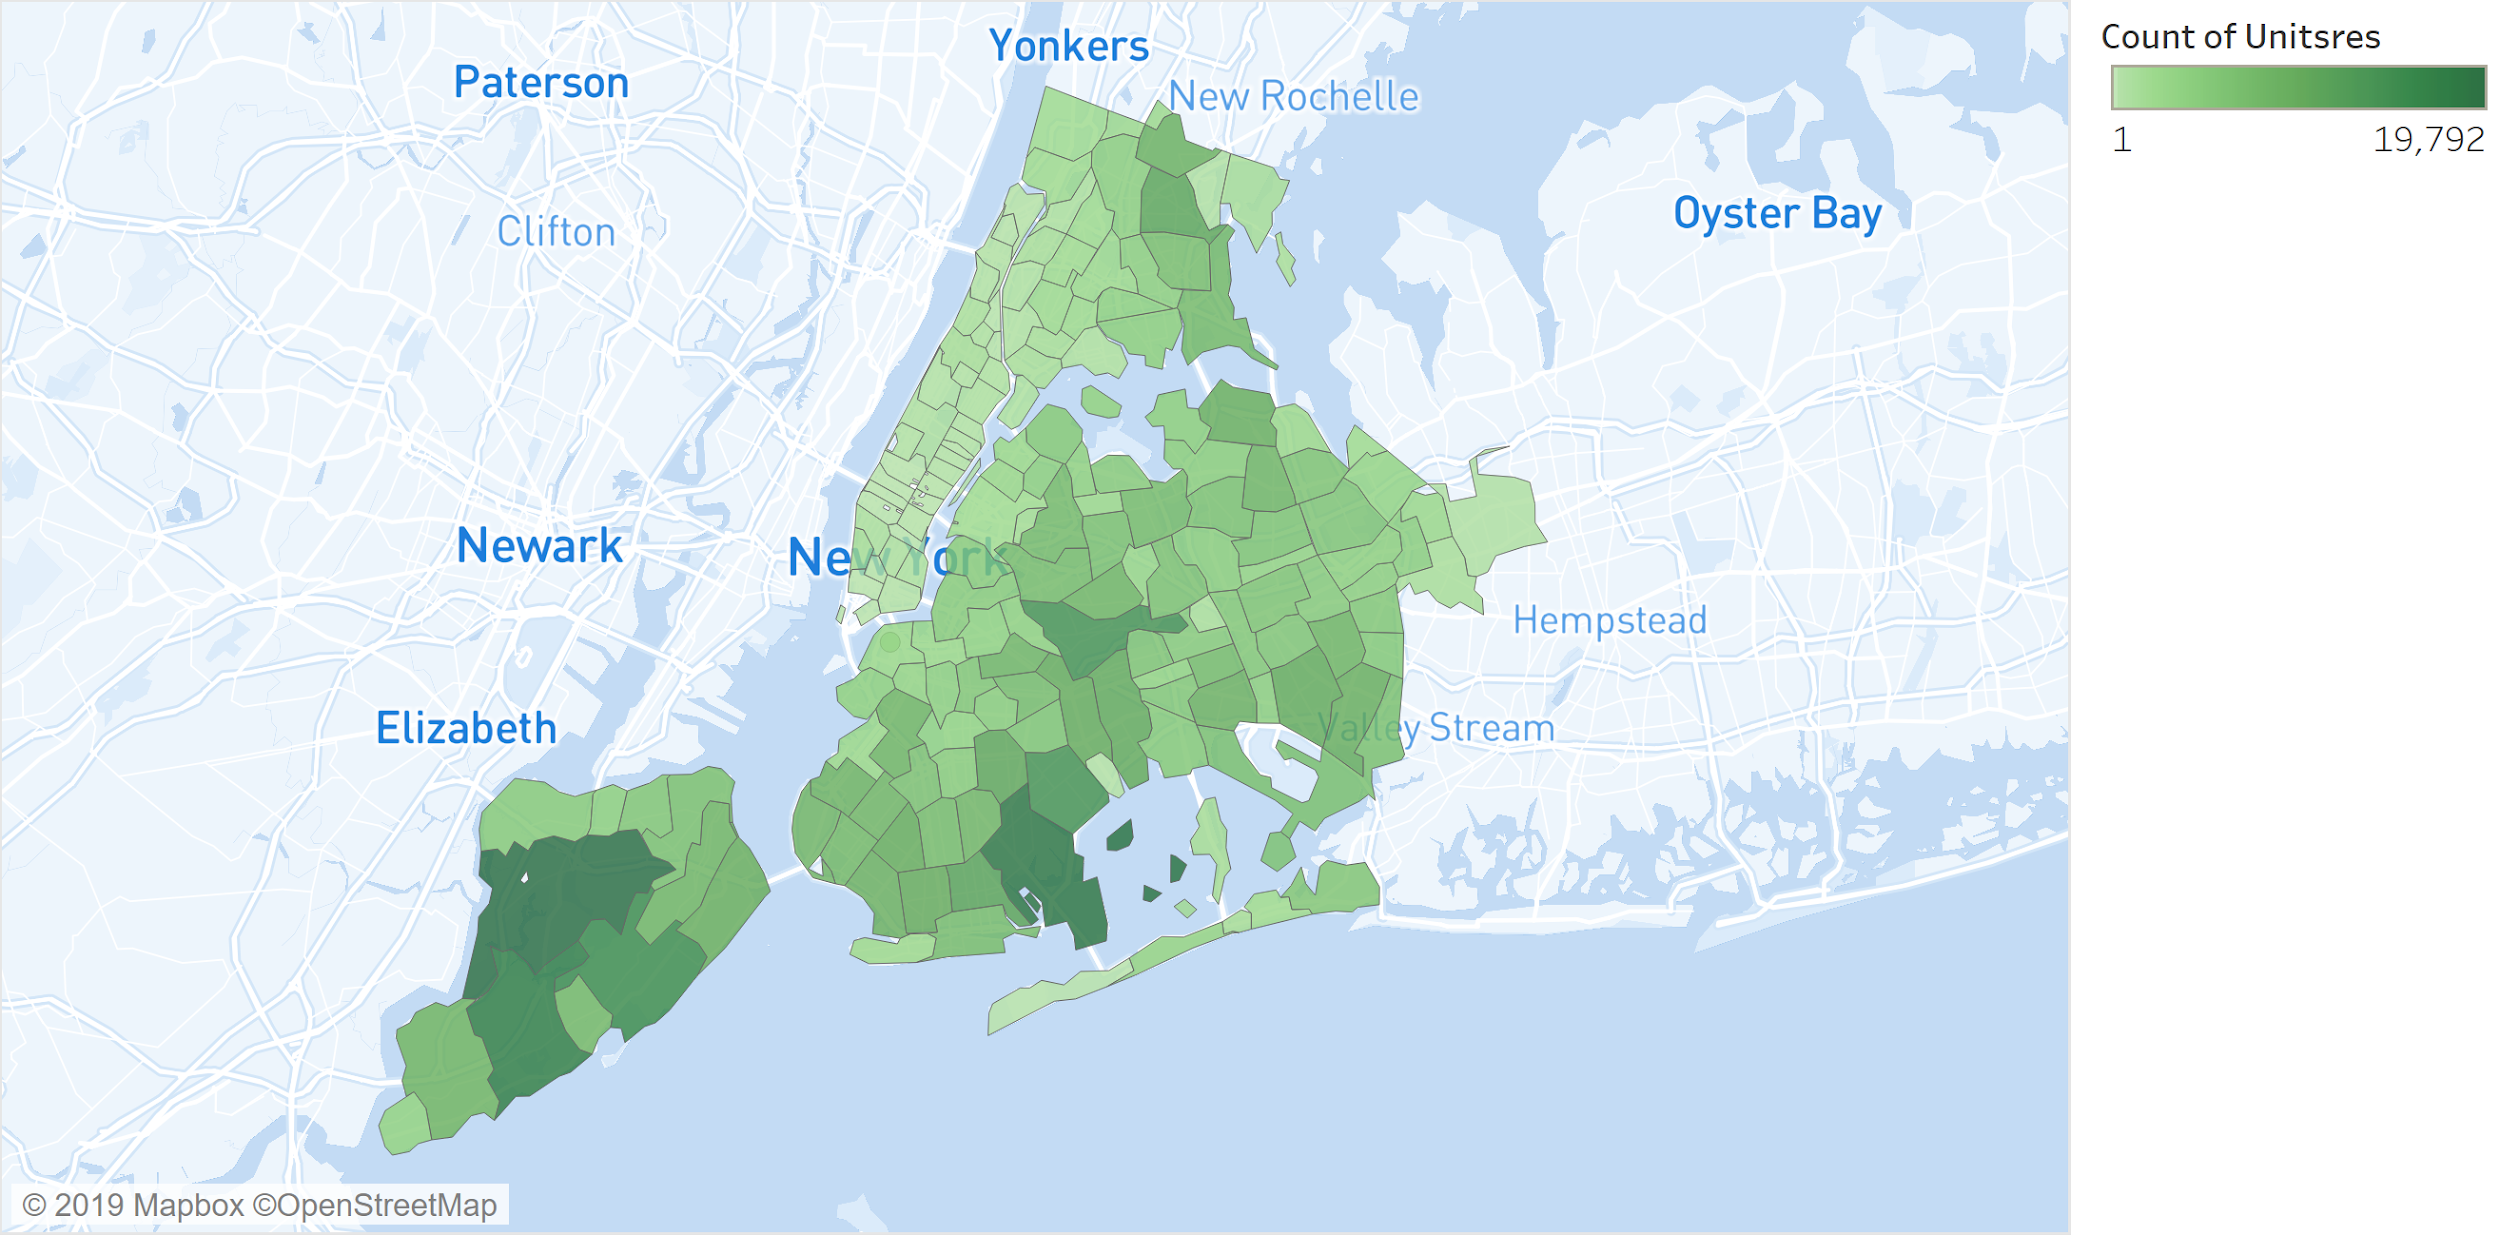 Yonkers
Paterson
New Rochelle
Clifton
Oyster Bay
Newark
New York
Hempstead
Elizabeth
Valley Stream
© 2019 Mapbox ©OpenStreetMap
Count of Unitsres
1 19,792